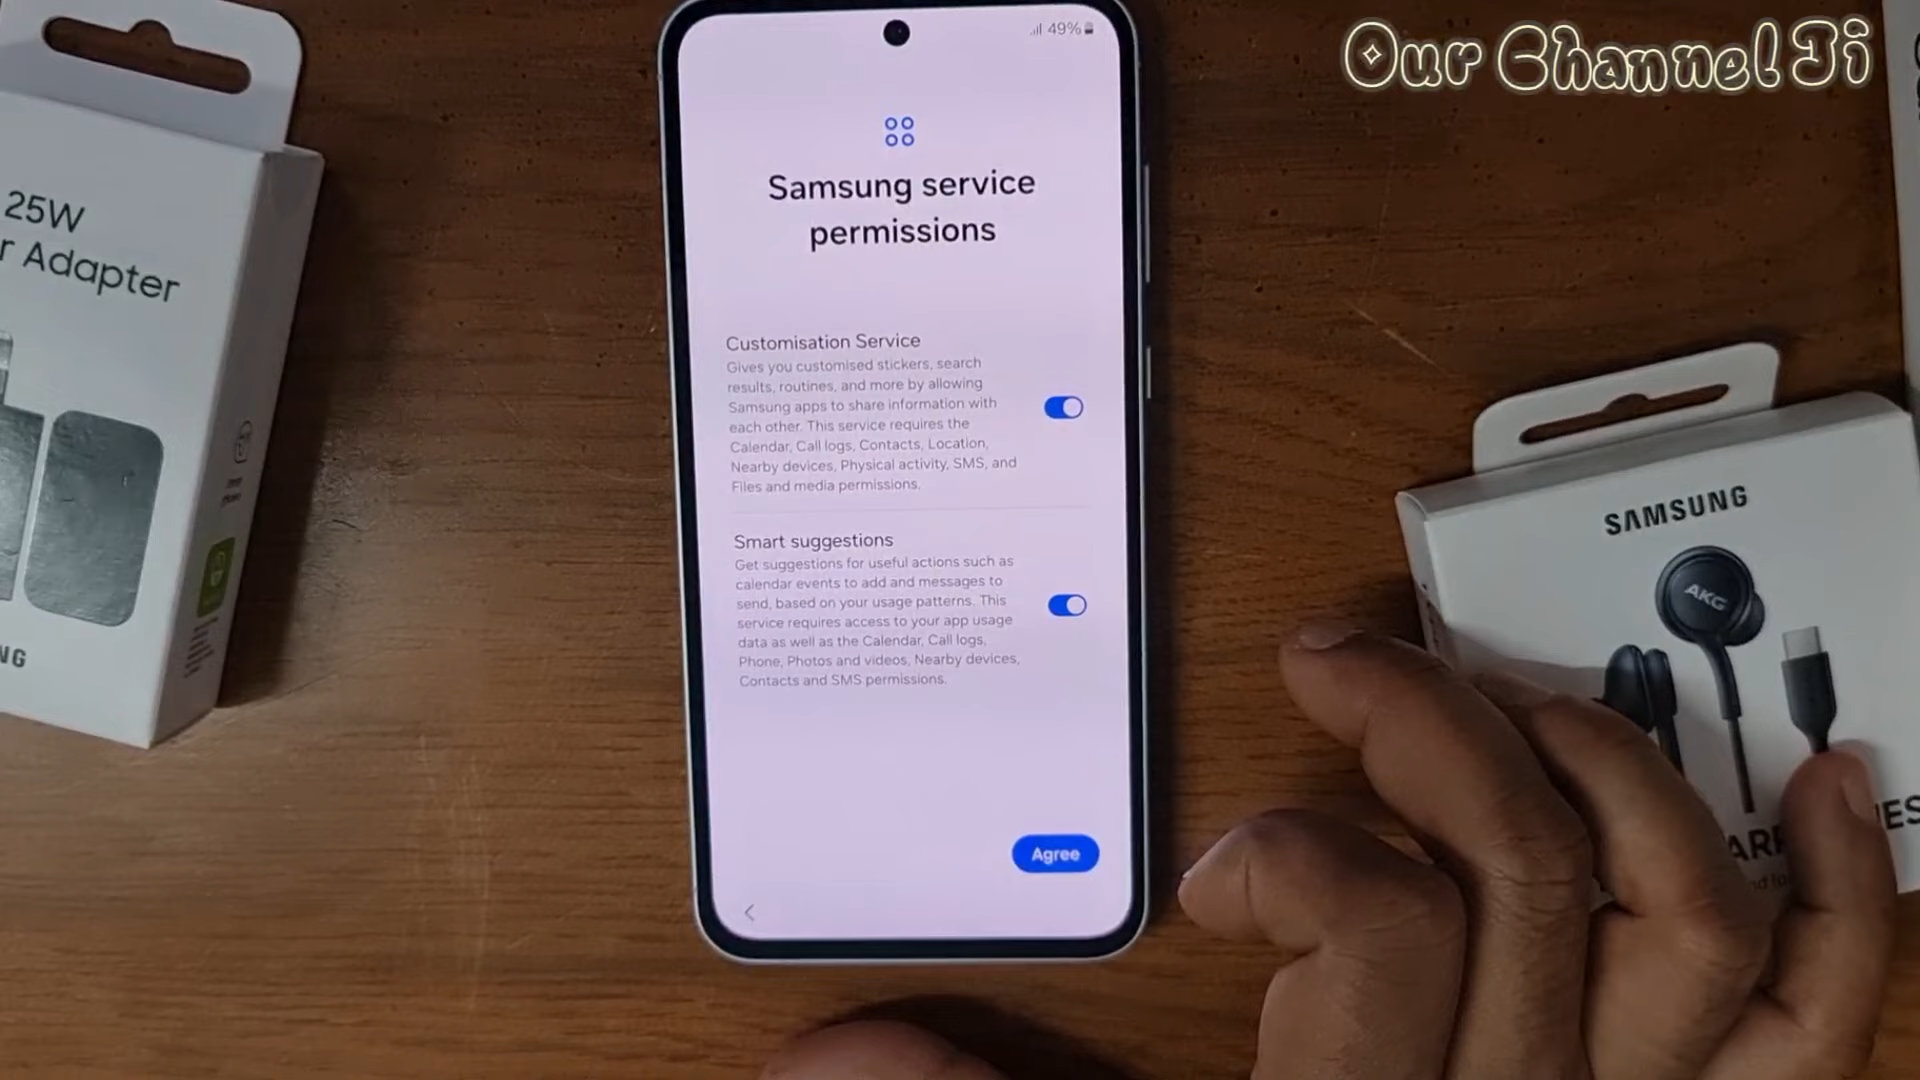 Our Channel Ji
49%
25W
r Adapter
NG
Samsung service
permissions
Customisation Service
Gives you customised stickers, search
results, routines, and more by allowing
Samsung apps to share information with
each other. This service requires the
Calendar, Call logs, Contacts, Location,
Nearby devices, Physical activity, SMS, and
Files and media permissions.
Smart suggestions
Get suggestions for useful actions such as
calendar events to add and messages to
send, based on your usage patterns. This
service requires access to your app usage
data as well as the Calendar, Call logs,
Phone, Photos and videos, Nearby devices,
Contacts and SMS permissions.
Agree
SAMSUNG
AKG